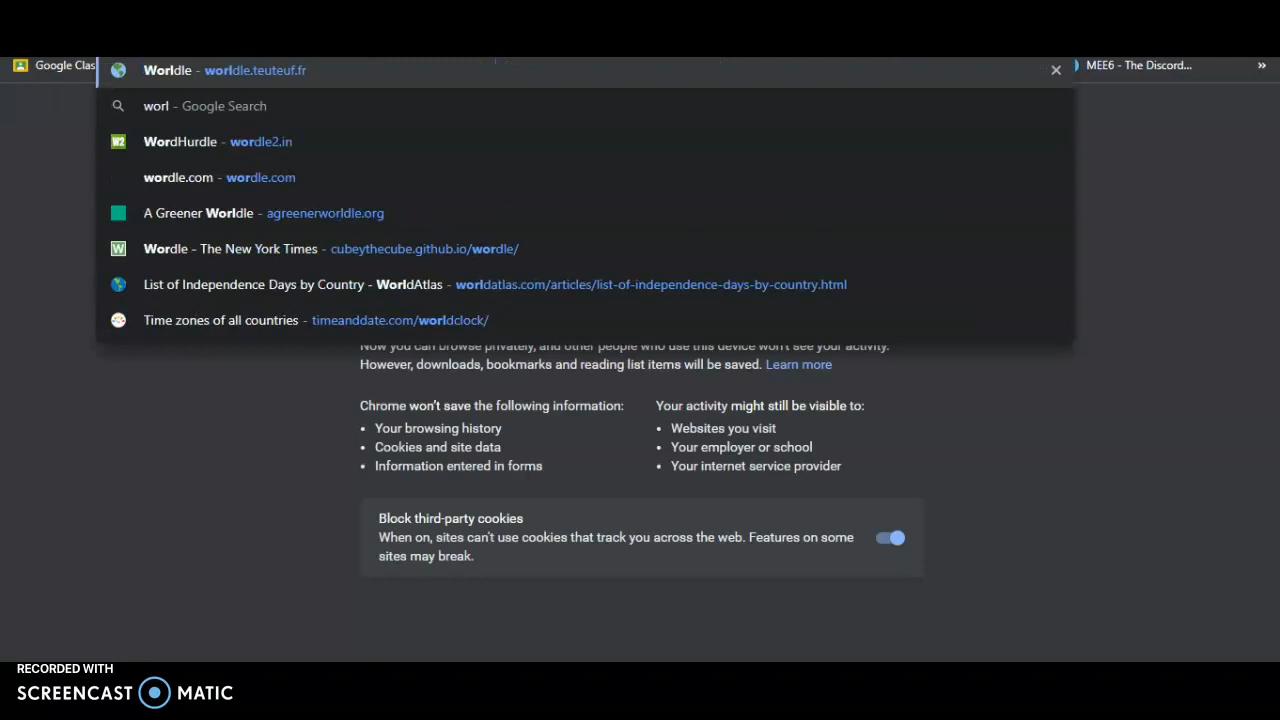 Google Clas
Worldle - worldle.teuteuf.fr
MEE6 - The Discord...
»
worl - Google Search
W2 WordHurdle - wordle2.in
wordle.com - wordle.com
A Greener Worldle - agreenerworldle.org
W Wordle - The New York Times - cubeythecube.github.io/wordle/
List of Independence Days by Country - WorldAtlas - worldatlas.com/articles/list-of-independence-days-by-country.html
Time zones of all countries - timeanddate.com/worldclock/
Now you can browse privately, and other people who use this device won't see your activity.
However, downloads, bookmarks and reading list items will be saved. Learn more
Chrome won't save the following information:
• Your browsing history
• Cookies and site data
• Information entered in forms
Your activity might still be visible to:
• Websites you visit
• Your employer or school
• Your internet service provider
Block third-party cookies
When on, sites can't use cookies that track you across the web. Features on some
sites may break.
RECORDED WITH
SCREENCAST MATIC